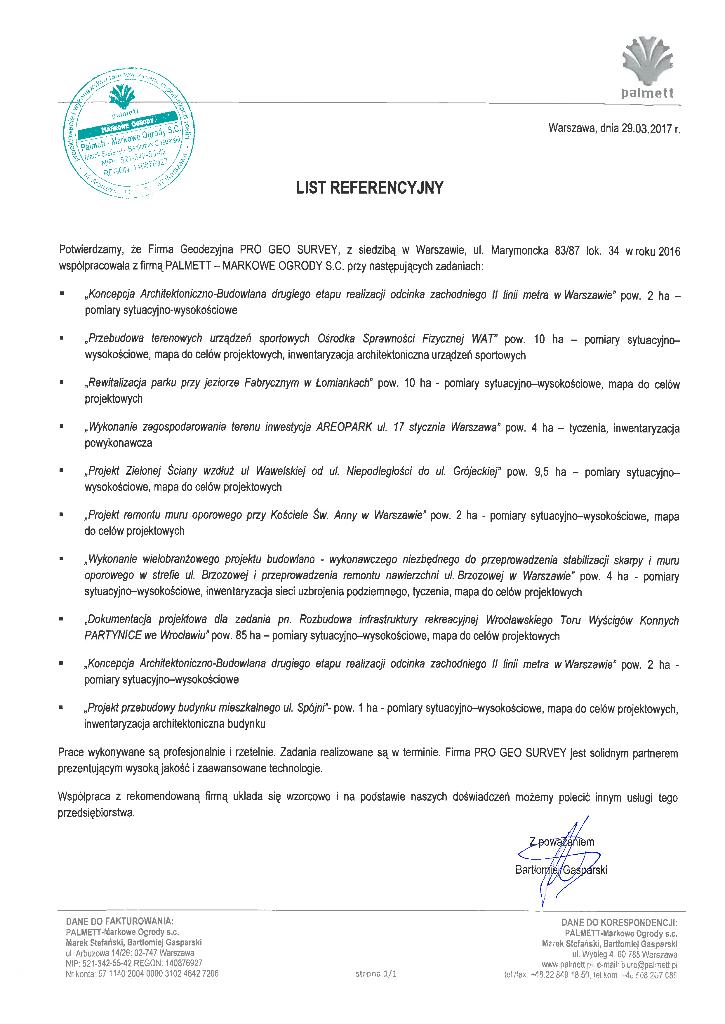 palmett
Warszawa, dnia 29.03.2017 r.
palmett
Markowe Ogrody
Palmett - Markowe Ogrody S.C.
NIP: 521-342-55-42
REGON: 140876927
LIST REFERENCYJNY
Potwierdzamy, że Firma Geodezyjna PRO GEO SURVEY, z siedzibą w Warszawie, ul. Marymoncka 83/87 lok. 34 w roku 2016
współpracowała z firmą PALMETT – MARKOWE OGRODY S.C. przy następujących zadaniach:
▪ „Koncepcja Architektoniczno-Budowlana drugiego etapu realizacji odcinka zachodniego II linii metra w Warszawie" pow. 2 ha –
pomiary sytuacyjno-wysokościowe
▪ „Przebudowa terenowych urządzeń sportowych Ośrodka Sprawności Fizycznej WAT" pow. 10 ha – pomiary sytuacyjno–
wysokościowe, mapa do celów projektowych, inwentaryzacja architektoniczna urządzeń sportowych
▪ „Rewitalizacja parku przy jeziorze Fabrycznym w Łomiankach" pow. 10 ha - pomiary sytuacyjno–wysokościowe, mapa do celów
projektowych
▪ „Wykonanie zagospodarowania terenu inwestycja AREOPARK ul. 17 stycznia Warszawa" pow. 4 ha – tyczenia, inwentaryzacja
powykonawcza
▪ „Projekt Zielonej Ściany wzdłuż ul Wawelskiej od ul. Niepodległości do ul. Grójeckiej" pow. 9,5 ha – pomiary sytuacyjno–
wysokościowe, mapa do celów projektowych
▪ „Projekt remontu muru oporowego przy Kościele Św. Anny w Warszawie" pow. 2 ha - pomiary sytuacyjno–wysokościowe, mapa
do celów projektowych
▪ „Wykonanie wielobranżowego projektu budowlano - wykonawczego niezbędnego do przeprowadzenia stabilizacji skarpy i muru
oporowego w strefie ul. Brzozowej i przeprowadzenia remontu nawierzchni ul. Brzozowej w Warszawie" pow. 4 ha - pomiary
sytuacyjno–wysokościowe, inwentaryzacja sieci uzbrojenia podziemnego, tyczenia, mapa do celów projektowych
▪ „Dokumentacja projektowa dla zadania pn. Rozbudowa infrastruktury rekreacyjnej Wrocławskiego Toru Wyścigów Konnych
PARTYNICE we Wrocławiu" pow. 85 ha – pomiary sytuacyjno–wysokościowe, mapa do celów projektowych
▪ „Koncepcja Architektoniczno-Budowlana drugiego etapu realizacji odcinka zachodniego II linii metra w Warszawie" pow. 2 ha -
pomiary sytuacyjno–wysokościowe
▪ „Projekt przebudowy budynku mieszkalnego ul. Spójni"- pow. 1 ha - pomiary sytuacyjno–wysokościowe, mapa do celów projektowych,
inwentaryzacja architektoniczna budynku
Prace wykonywane są profesjonalnie i rzetelnie. Zadania realizowane są w terminie. Firma PRO GEO SURVEY jest solidnym partnerem
prezentującym wysoką jakość i zaawansowane technologie.
Współpraca z rekomendowaną firmą układa się wzorcowo i na podstawie naszych doświadczeń możemy polecić innym usługi tego
przedsiębiorstwa.
Z poważaniem
Bartłomiej Gasparski
DANE DO FAKTUROWANIA:
PALMETT-Markowe Ogrody s.c.
Marek Stefański, Bartłomiej Gasparski
ul. Arbuzowa 14/26; 02-747 Warszawa
NIP: 521-342-55-42 REGON: 140876927
Nr konta: 97 1140 2004 0000 3102 4642 7206
strona 1/1
DANE DO KORESPONDENCJI:
PALMETT-Markowe Ogrody s.c.
Marek Stefański, Bartłomiej Gasparski
ul. Wycieg 4, 00-788 Warszawa
www.palmett.pl, e-mail: biuro@palmett.pl
tel./fax. +48 22 849 18 50, tel.kom.